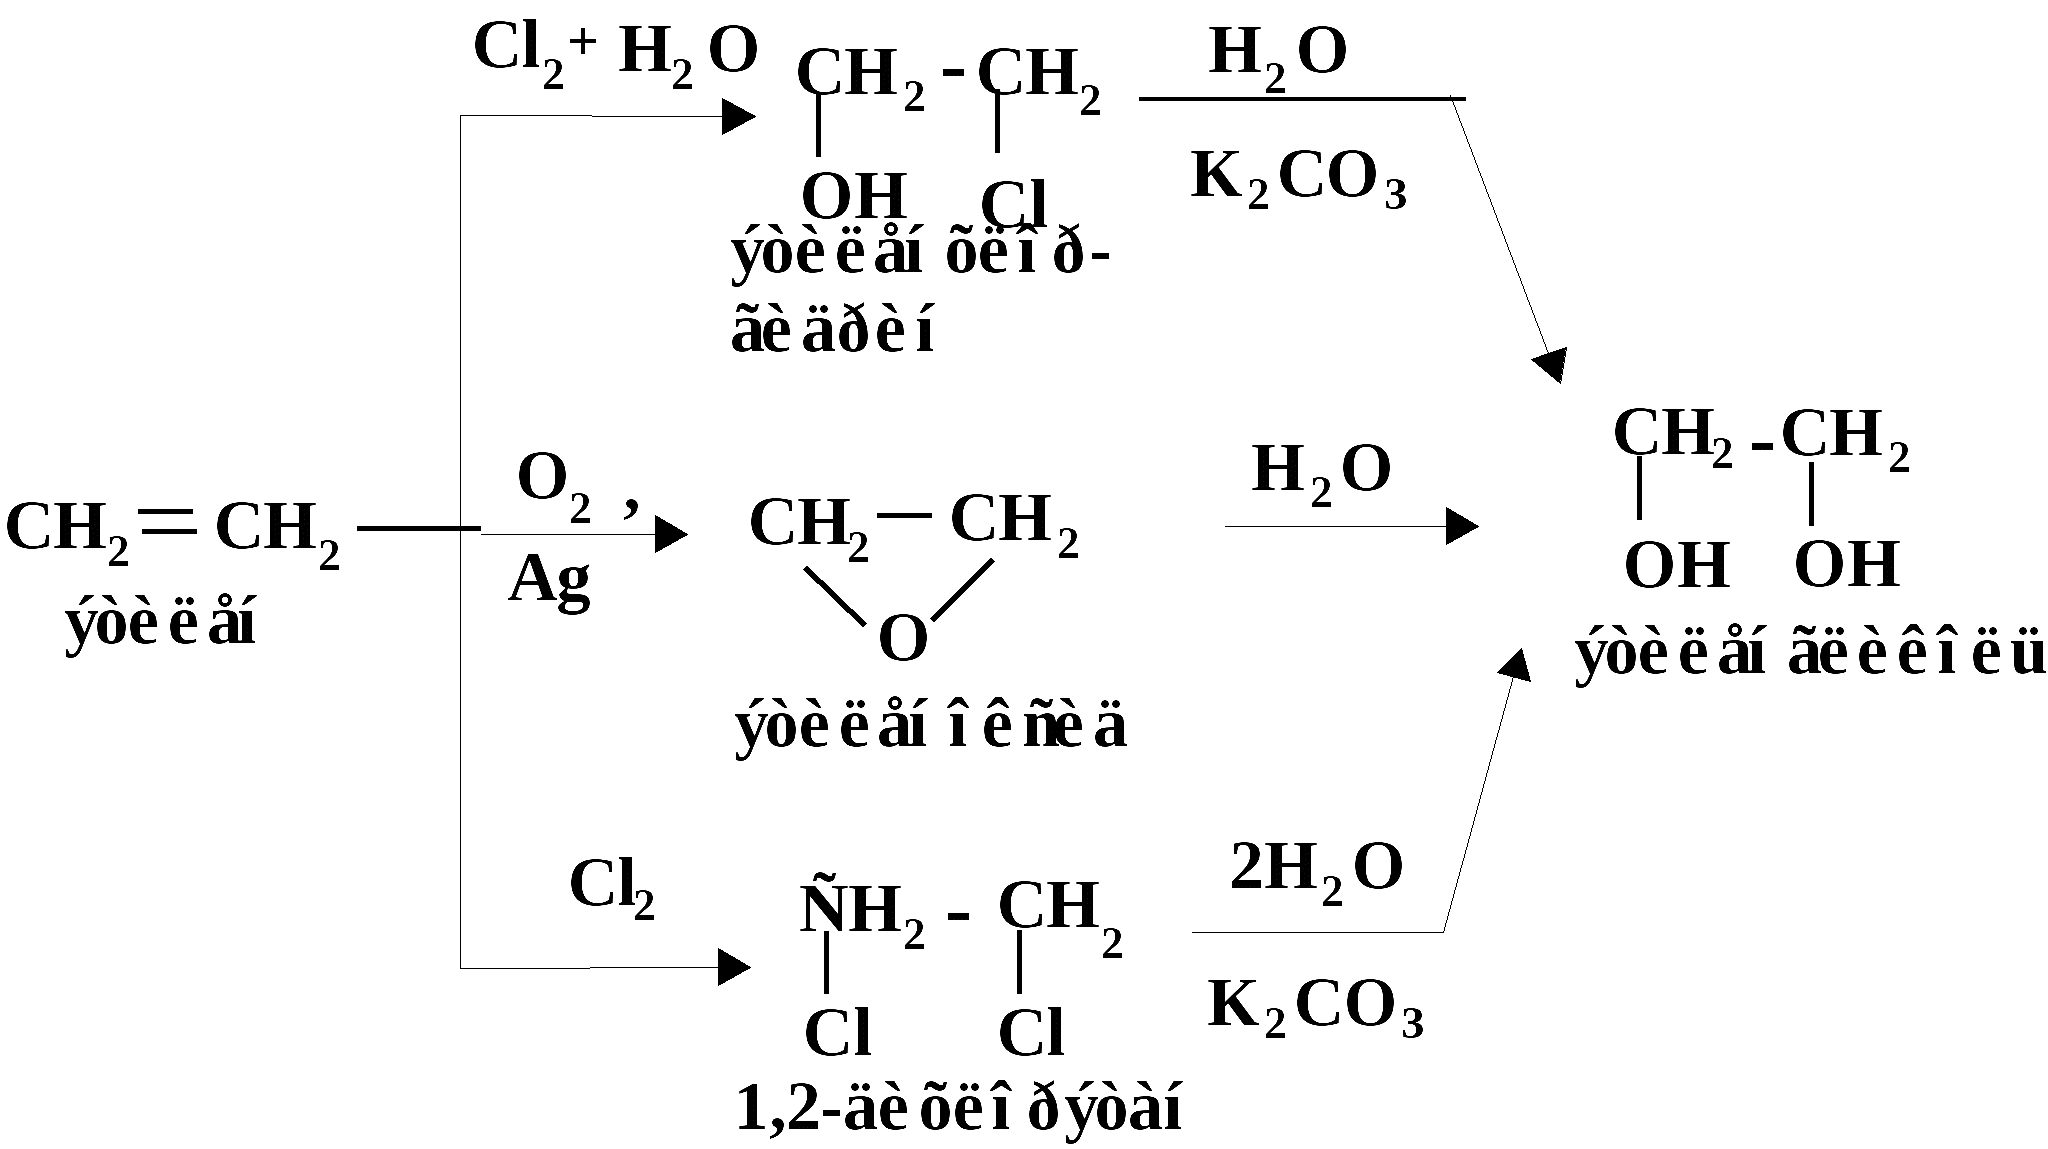 Cl₂ + H₂O
CH₂ - CH₂
OH Cl
ýòèëåí õëîð-
ãèäðèí
H₂O
K₂CO₃
CH₂=CH₂
ýòèëåí
O₂ ,
Ag
CH₂ — CH₂
O
ýòèëåí îêñèä
H₂O
CH₂ - CH₂
OH OH
ýòèëåí ãëèêîëü
Cl₂
ÑH₂ - CH₂
Cl Cl
1,2-äèõëîðýòàí
2H₂O
K₂CO₃